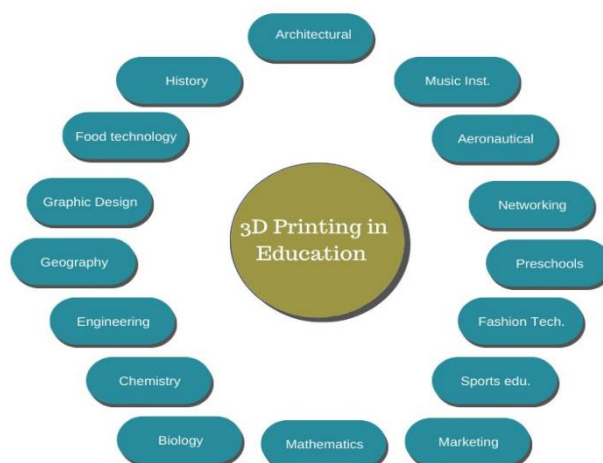 Architectural
History
Music Inst.
Food technology
Aeronautical
Graphic Design
Networking
3D Printing in
Education
Geography
Preschools
Engineering
Fashion Tech.
Chemistry
Sports edu.
Biology
Mathematics
Marketing